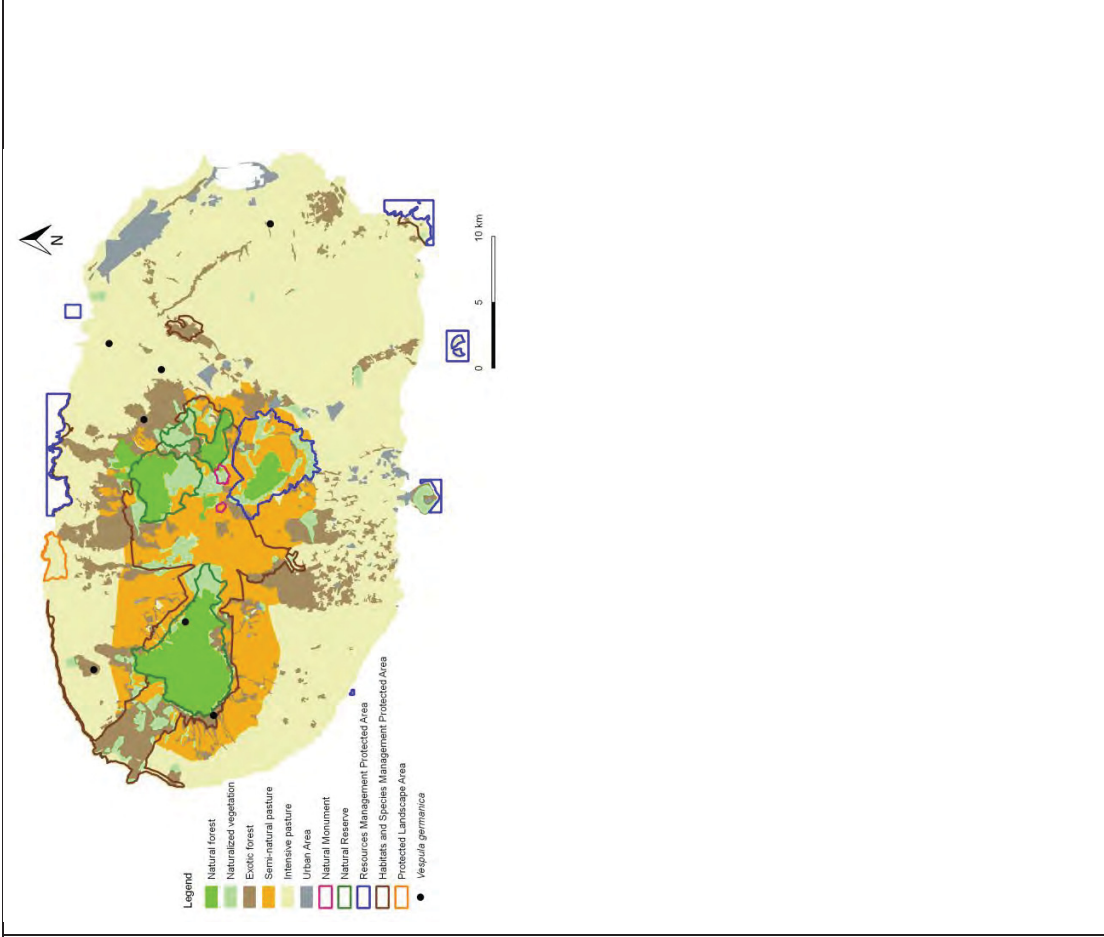 N
0 5 10 km
Legend
Natural forest
Naturalized vegetation
Exotic forest
Semi-natural pasture
Intensive pasture
Urban Area
Natural Monument
Natural Reserve
Resources Management Protected Area
Habitats and Species Management Protected Area
Protected Landscape Area
Vespula germanica